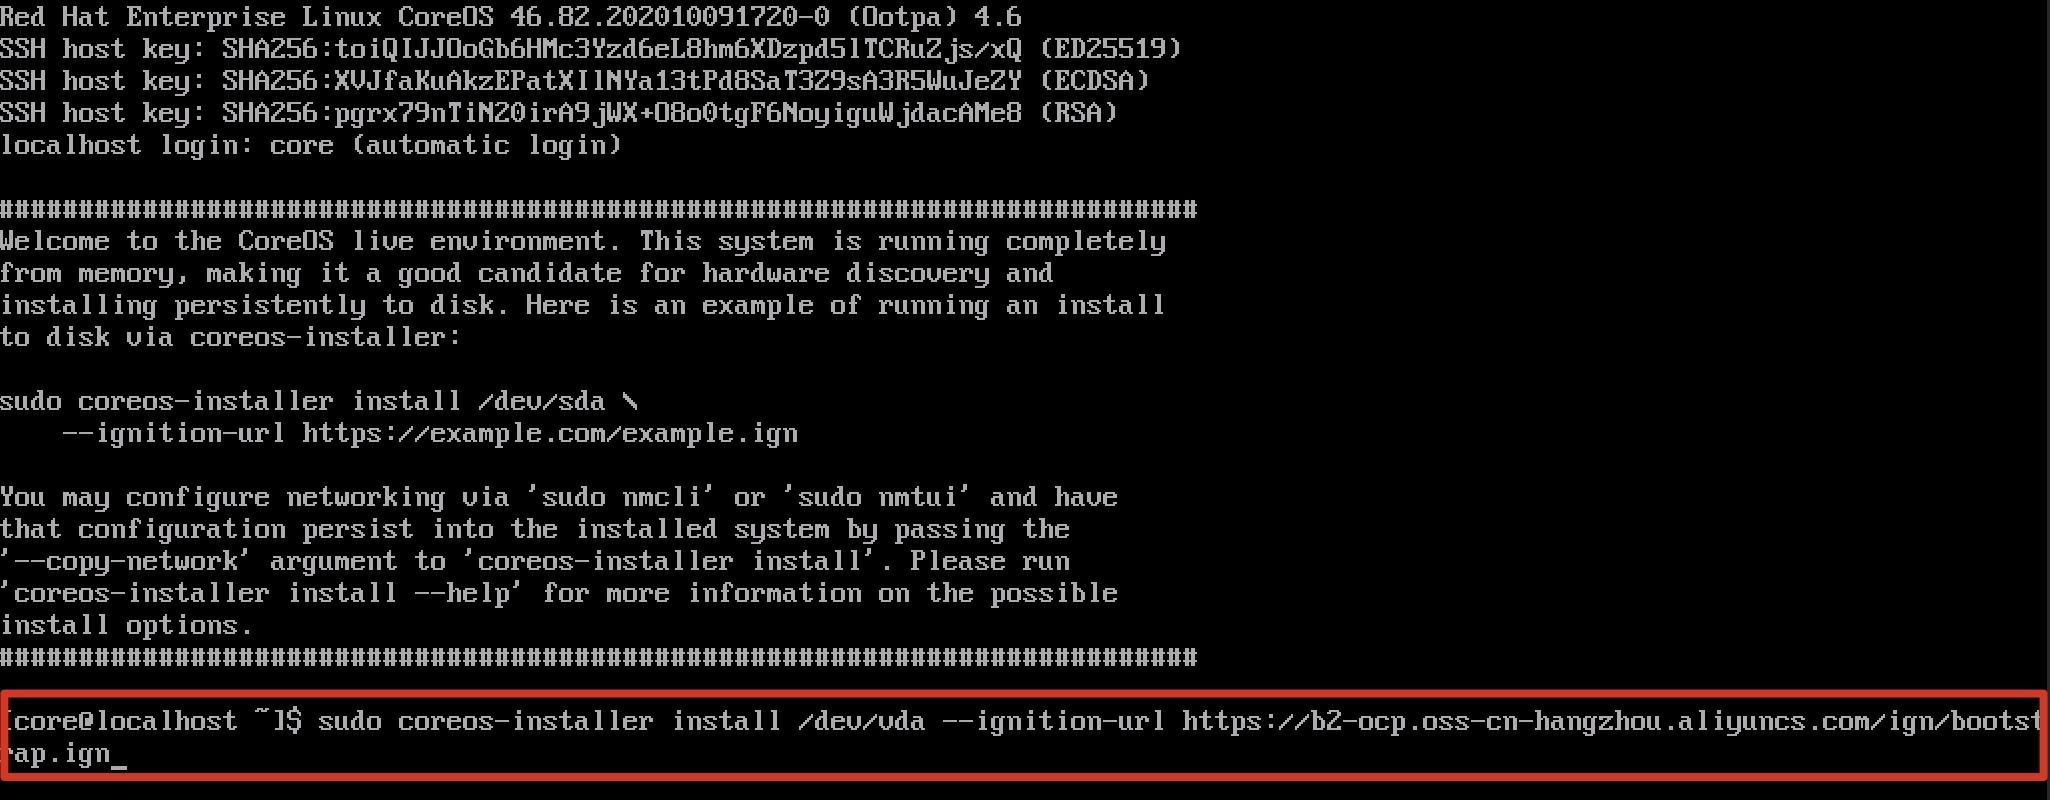 Red Hat Enterprise Linux CoreOS 46.82.202010091720-0 (Ootpa) 4.6
SSH host key: SHA256:toiQIJJOoGb6HMc3Yzd6eL8hm6XDzpd5lTCRuZjs/xQ (ED25519)
SSH host key: SHA256:XVJfaKuAkzEPatXIlNYa13tPd8SaT3Z9sA3R5WuJeZY (ECDSA)
SSH host key: SHA256:pgrx79nTiN20irA9jWX+O8o0tgF6NoyiguWjdacAMe8 (RSA)
localhost login: core (automatic login)
###########################################################################
Welcome to the CoreOS live environment. This system is running completely
from memory, making it a good candidate for hardware discovery and
installing persistently to disk. Here is an example of running an install
to disk via coreos-installer:
sudo coreos-installer install /dev/sda \
    --ignition-url https://example.com/example.ign
You may configure networking via 'sudo nmcli' or 'sudo nmtui' and have
that configuration persist into the installed system by passing the
'--copy-network' argument to 'coreos-installer install'. Please run
'coreos-installer install --help' for more information on the possible
install options.
###########################################################################
[core@localhost ~]$ sudo coreos-installer install /dev/vda --ignition-url https://b2-ocp.oss-cn-hangzhou.aliyuncs.com/ign/bootst
rap.ign_